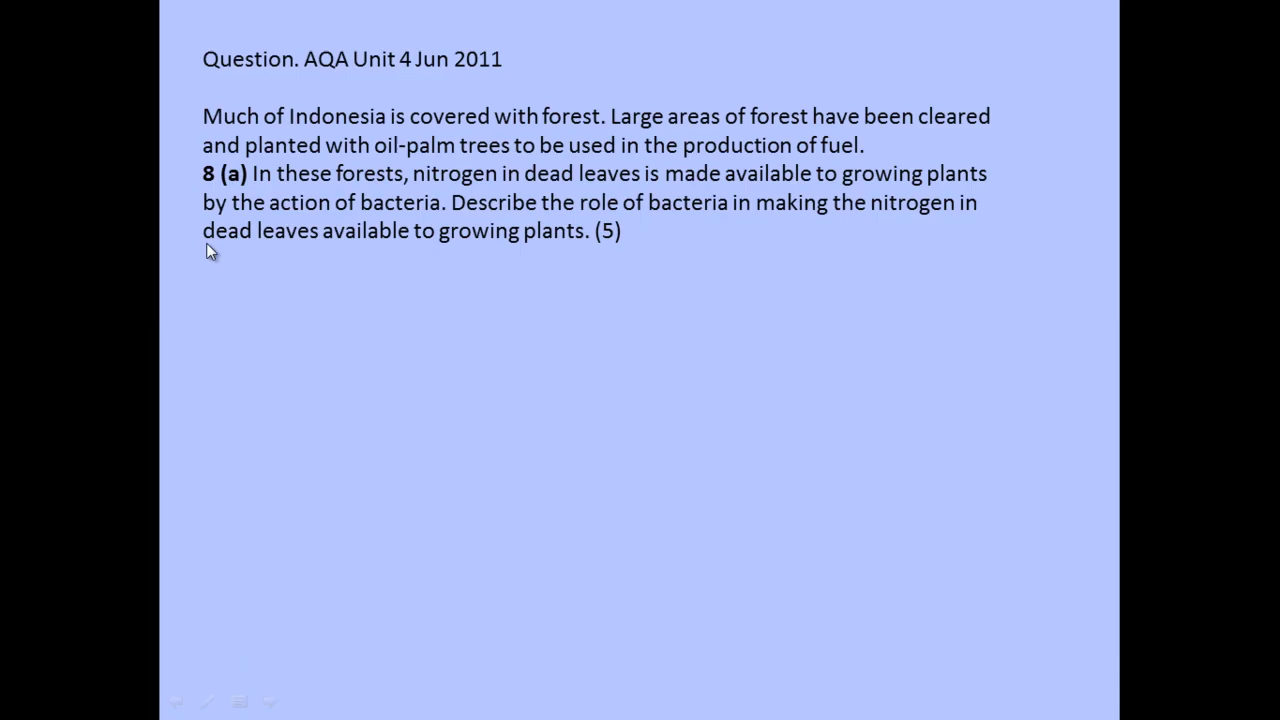 Question. AQA Unit 4 Jun 2011
Much of Indonesia is covered with forest. Large areas of forest have been cleared
and planted with oil-palm trees to be used in the production of fuel.
8 (a) In these forests, nitrogen in dead leaves is made available to growing plants
by the action of bacteria. Describe the role of bacteria in making the nitrogen in
dead leaves available to growing plants. (5)